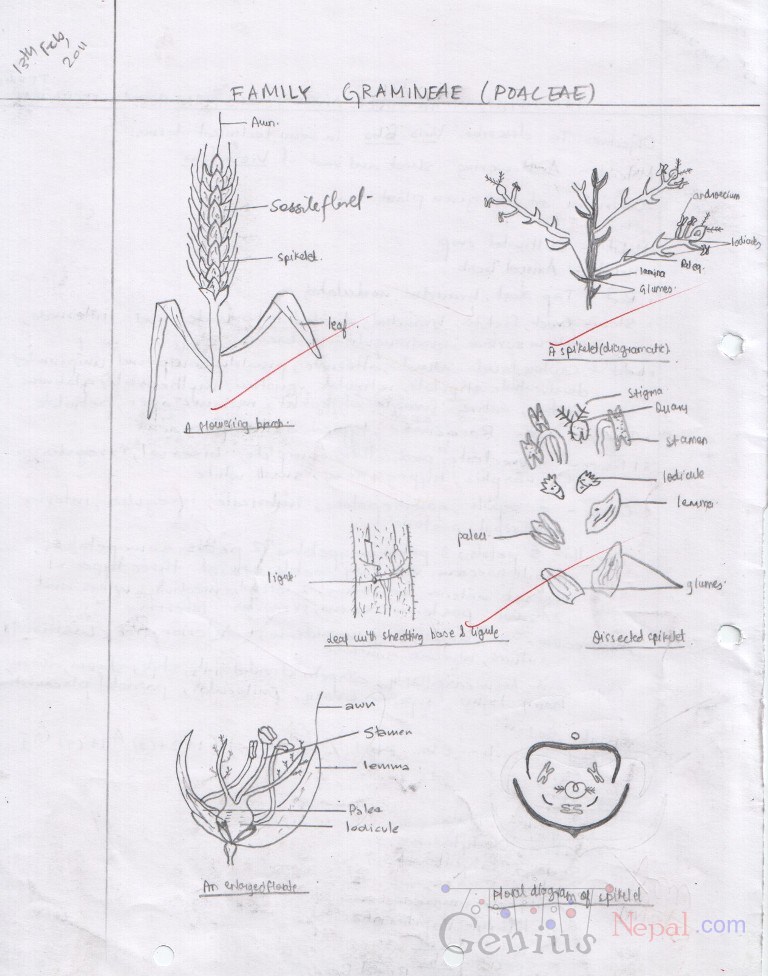 13th Feb,
2011
FAMILY GRAMINEAE (POACEAE)
Awn.
Sessile floret
spikelet.
leaf.
A flowering branch.
androecium
lodicules
Palea.
lemma
Glumes.
A spikelet (diagramatic).
Stigma
Ovary
Stamen
lodicule
lemma
palea
glumes.
Dissected spikelet
ligule
Leaf with sheathing base & ligule
awn
Stamen
lemma
Palea
lodicule
An enlarged florete
Floral diagram of spikelet
Genius Nepal.com